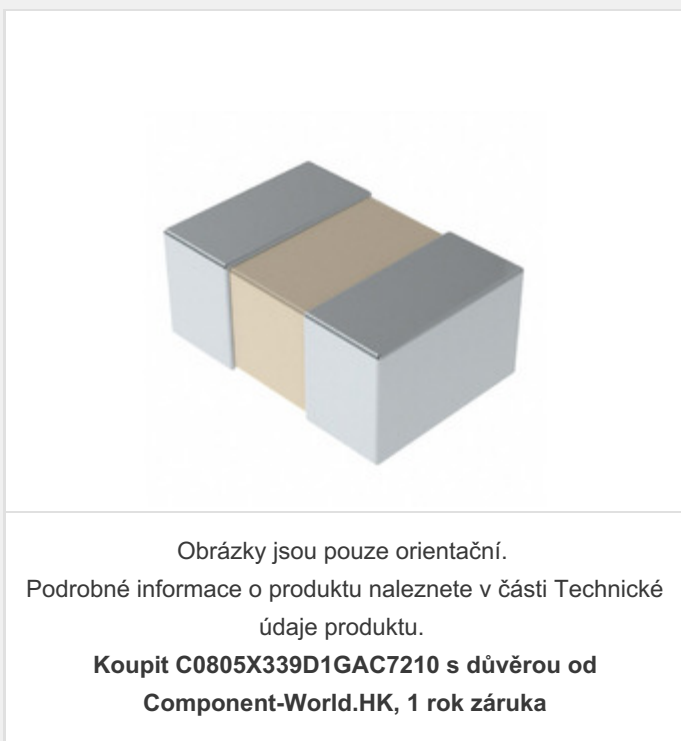 Obrázky jsou pouze orientační.
Podrobné informace o produktu naleznete v části Technické
údaje produktu.
Koupit C0805X339D1GAC7210 s důvěrou od
Component-World.HK, 1 rok záruka